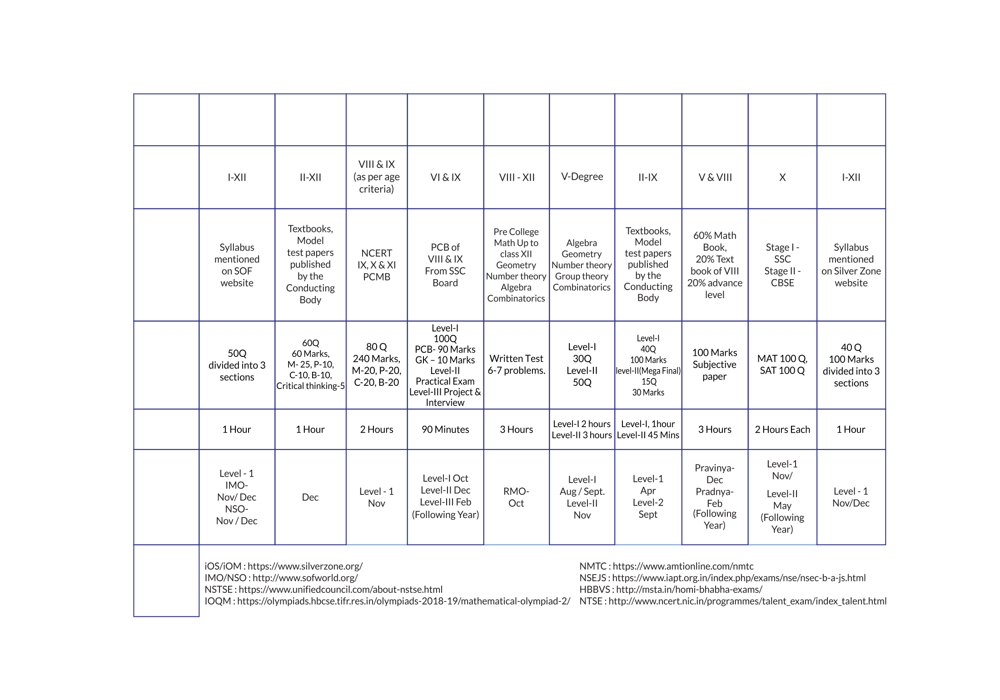 I-XII
II-XII
VIII & IX
(as per age
criteria)
VI & IX
VIII - XII
V-Degree
II-IX
V & VIII
X
I-XII
Syllabus
mentioned
on SOF
website
Textbooks,
Model
test papers
published
by the
Conducting
Body
NCERT
IX, X & XI
PCMB
PCB of
VIII & IX
From SSC
Board
Pre College
Math Up to
class XII
Geometry
Number theory
Algebra
Combinatorics
Algebra
Geometry
Number theory
Group theory
Combinatorics
Textbooks,
Model
test papers
published
by the
Conducting
Body
60% Math
Book,
20% Text
book of VIII
20% advance
level
Stage I -
SSC
Stage II -
CBSE
Syllabus
mentioned
on Silver Zone
website
50Q
divided into 3
sections
60Q
60 Marks,
M- 25, P-10,
C-10, B-10,
Critical thinking-5
80 Q
240 Marks,
M-20, P-20,
C-20, B-20
Level-I
100Q
PCB- 90 Marks
GK – 10 Marks
Level-II
Practical Exam
Level-III Project &
Interview
Written Test
6-7 problems.
Level-I
30Q
Level-II
50Q
Level-I
40Q
100 Marks
level-II(Mega Final)
15Q
30 Marks
100 Marks
Subjective
paper
MAT 100 Q,
SAT 100 Q
40 Q
100 Marks
divided into 3
sections
1 Hour
1 Hour
2 Hours
90 Minutes
3 Hours
Level-I 2 hours
Level-II 3 hours
Level-I, 1hour
Level-II 45 Mins
3 Hours
2 Hours Each
1 Hour
Level - 1
IMO-
Nov/ Dec
NSO-
Nov / Dec
Dec
Level - 1
Nov
Level-I Oct
Level-II Dec
Level-III Feb
(Following Year)
RMO-
Oct
Level-I
Aug / Sept.
Level-II
Nov
Level-1
Apr
Level-2
Sept
Pravinya-
Dec
Pradnya-
Feb
(Following
Year)
Level-1
Nov/
Level-II
May
(Following
Year)
Level - 1
Nov/Dec
iOS/iOM : https://www.silverzone.org/
IMO/NSO : http://www.sofworld.org/
NSTSE : https://www.unifiedcouncil.com/about-nstse.html
IOQM : https://olympiads.hbcse.tifr.res.in/olympiads-2018-19/mathematical-olympiad-2/
NMTC : https://www.amtionline.com/nmtc
NSEJS : https://www.iapt.org.in/index.php/exams/nse/nsec-b-a-js.html
HBBVS : http://msta.in/homi-bhabha-exams/
NTSE : http://www.ncert.nic.in/programmes/talent_exam/index_talent.html